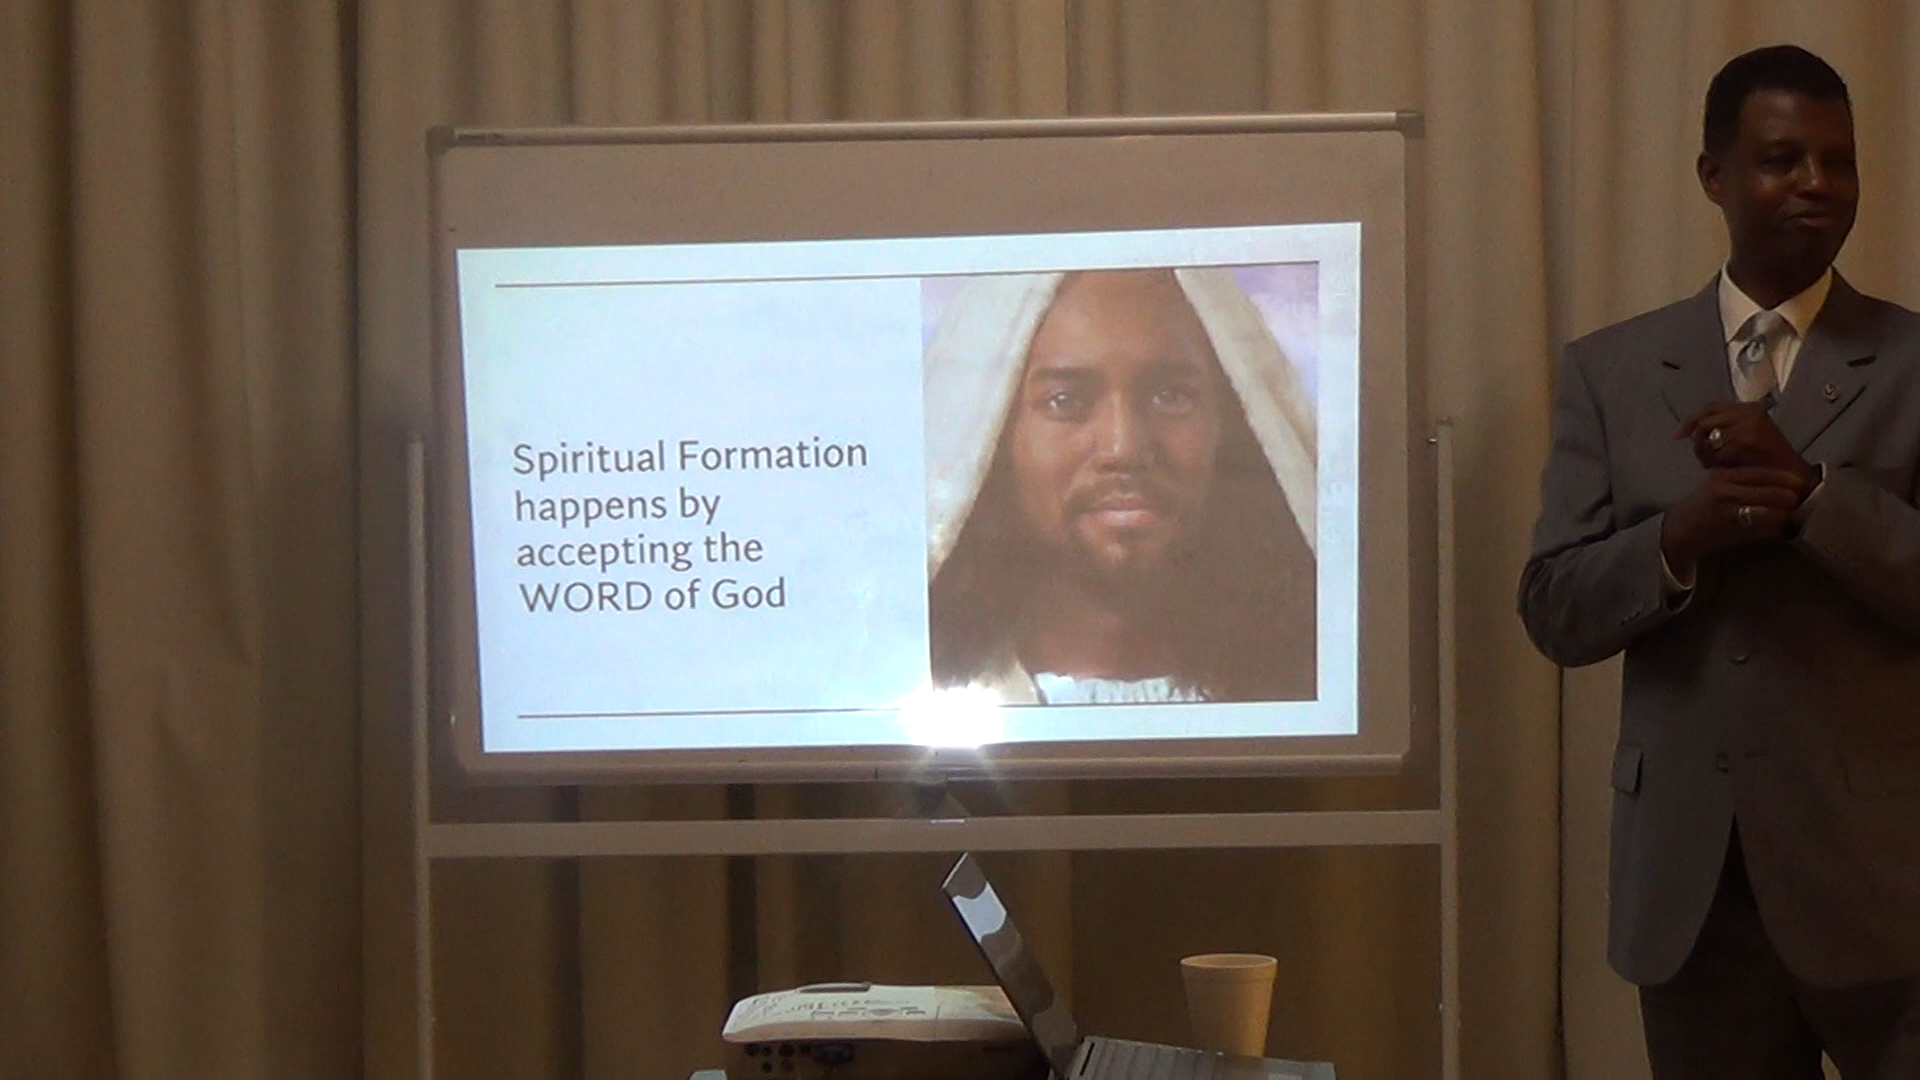 Spiritual Formation
happens by
accepting the
WORD of God